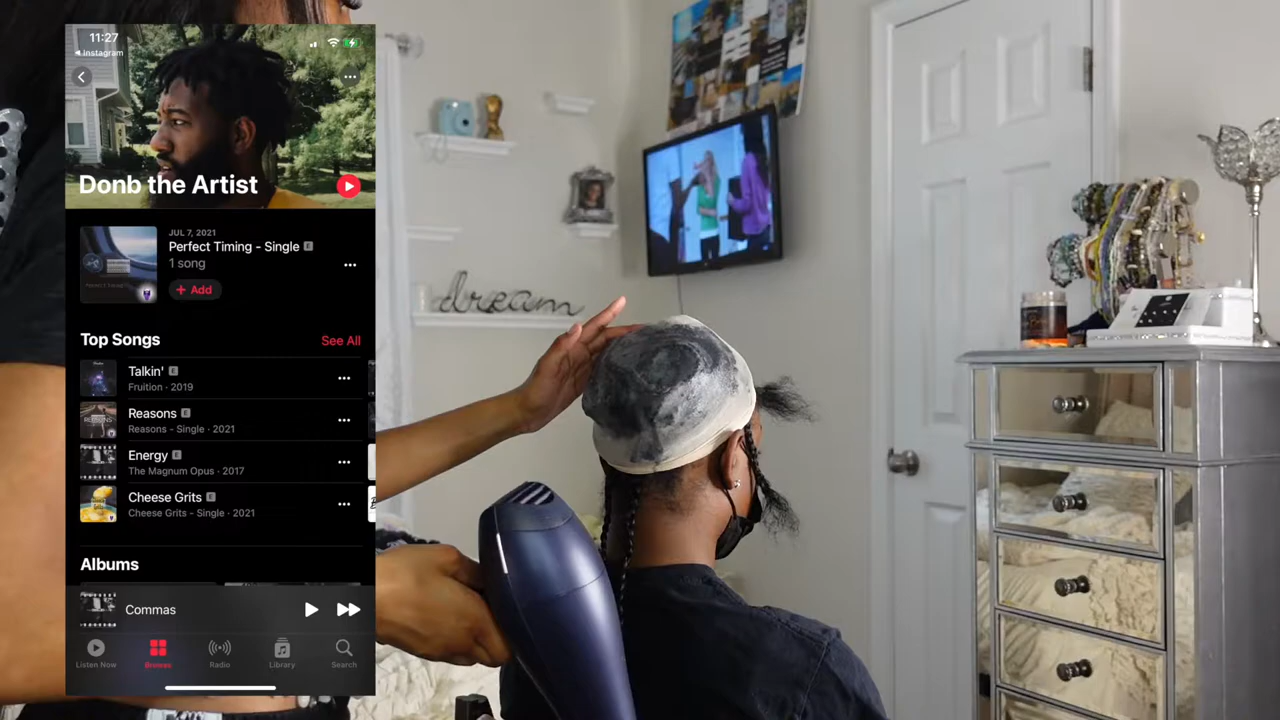 11:27
Instagram
Donb the Artist
JUL 7, 2021
Perfect Timing - Single E
1 song
+ Add
Top Songs
See All
Talkin' E
Fruition · 2019
Reasons E
Reasons - Single · 2021
Energy E
The Magnum Opus · 2017
Cheese Grits E
Cheese Grits - Single · 2021
Albums
Commas
Listen Now
Browse
Radio
Library
Search
dream